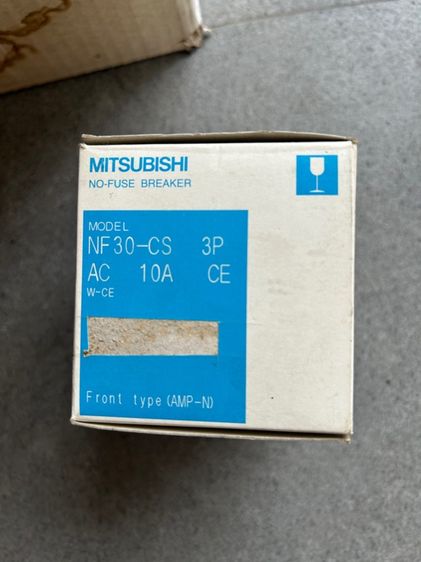 MITSUBISHI
NO-FUSE BREAKER
MODEL
NF30-CS 3P
AC 10A CE
W-CE
Front type (AMP-N)